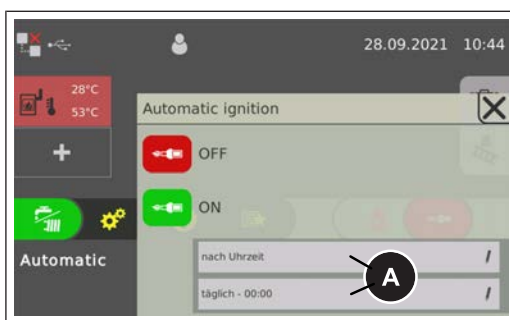 28.09.2021 10:44
28°C
53°C
Automatic ignition
+
OFF
ON
Automatic
nach Uhrzeit
täglich - 00:00
A